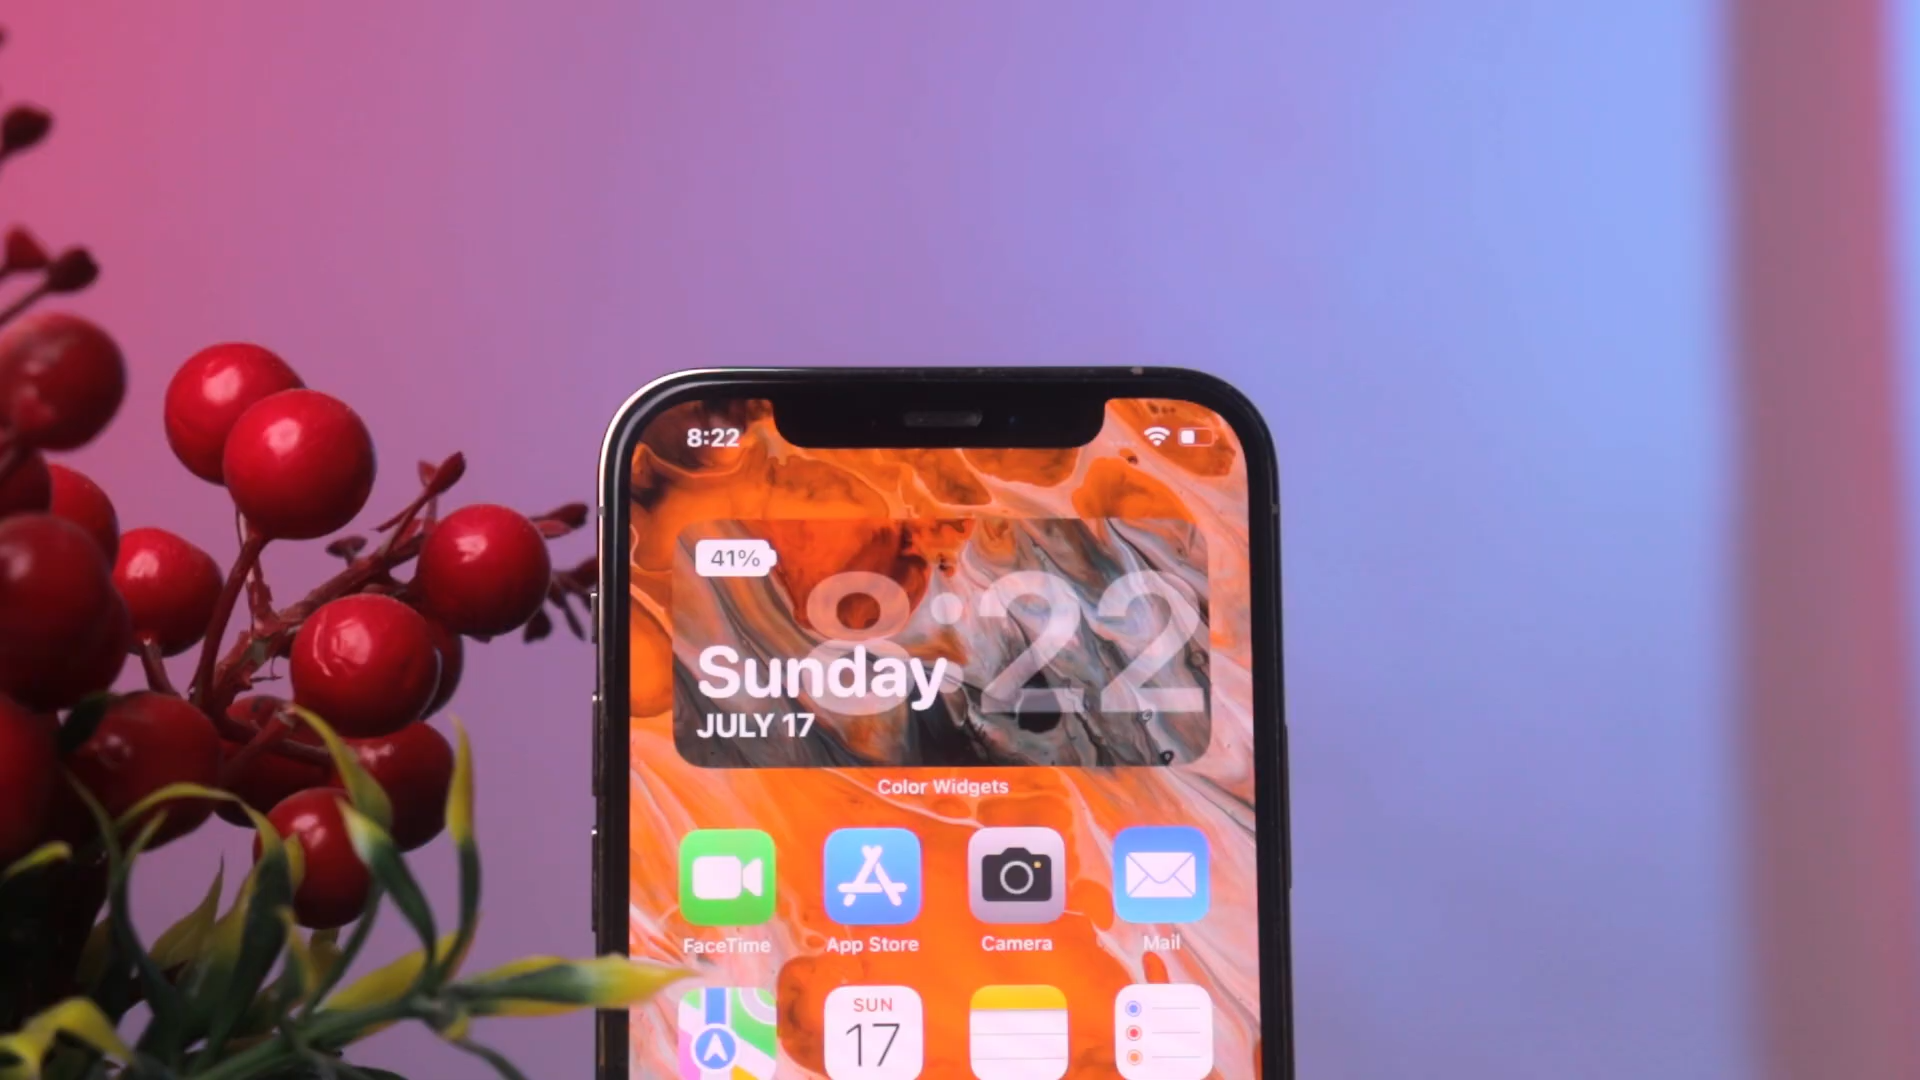 8:22
41%
8:22
Sunday
JULY 17
Color Widgets
FaceTime App Store Camera Mail
SUN
17